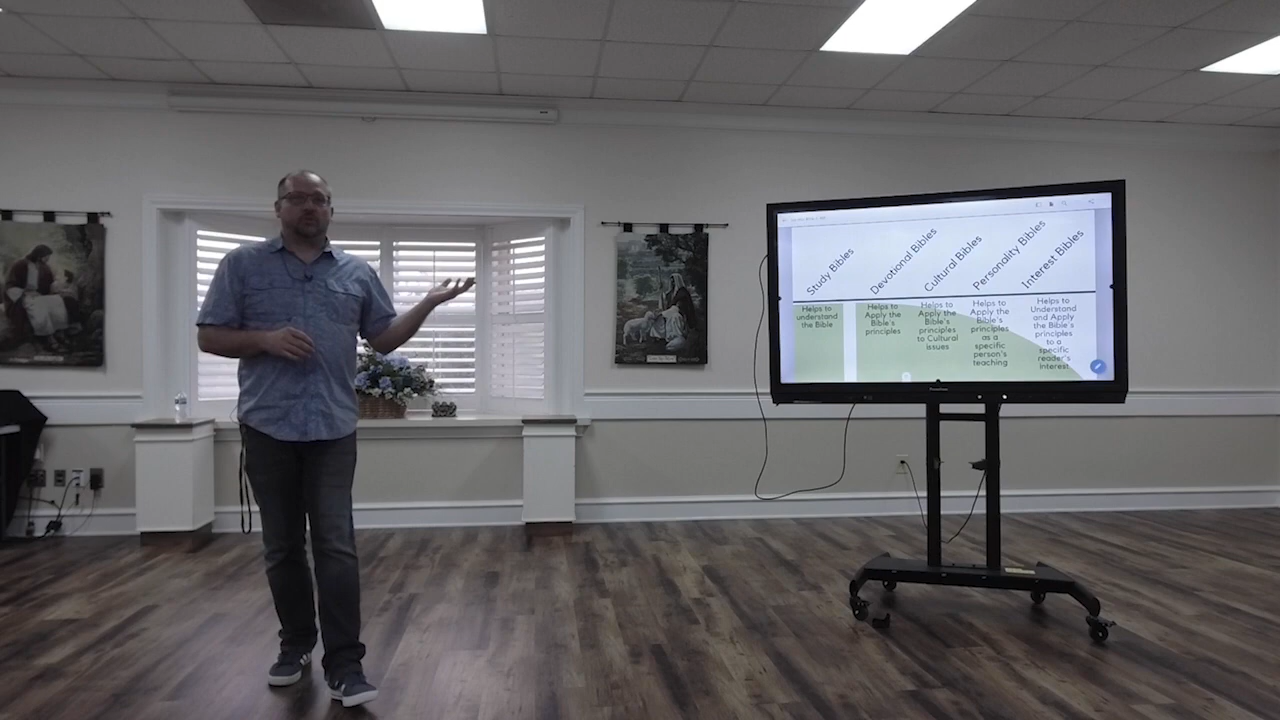 Study Bibles
Devotional Bibles
Cultural Bibles
Personality Bibles
Interest Bibles
Helps to
understand
the Bible
Helps to
Apply the
Bible's
principles
Helps to
Apply the
Bible's
principles
to Cultural
issues
Helps to
Apply the
Bible's
principles
as a
specific
person's
teaching
Helps to
Understand
and Apply
the Bible's
principles
to a
specific
reader's
interest